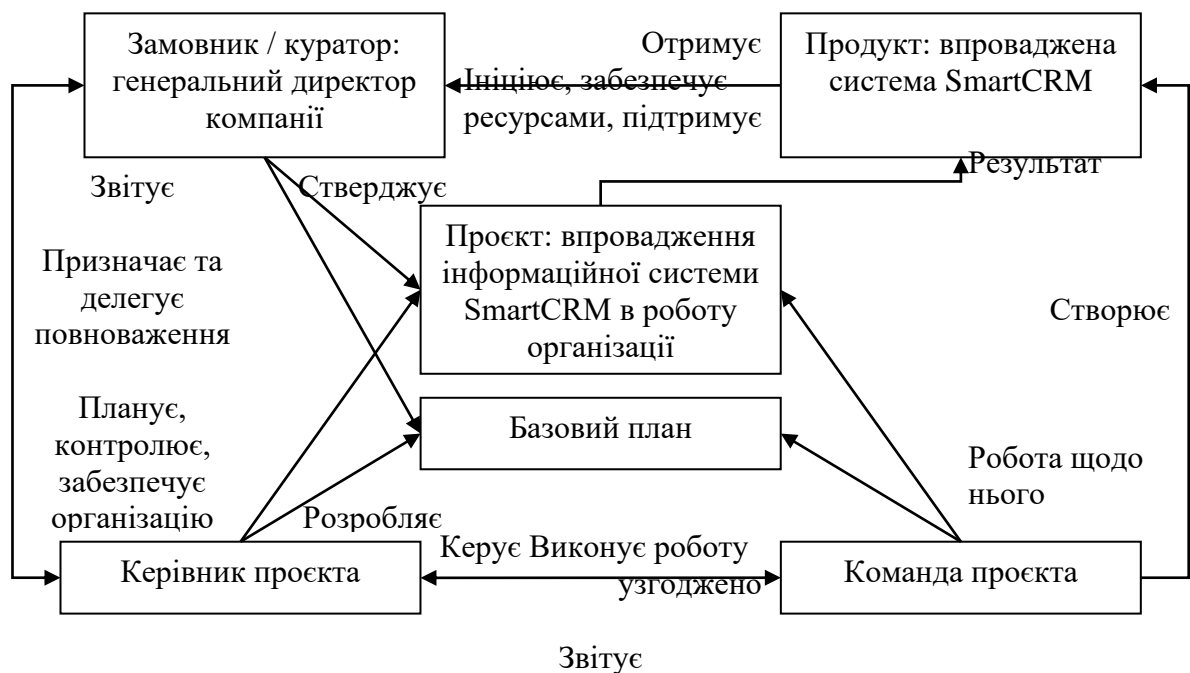 Замовник / куратор:
генеральний директор
компанії
Отримує
Ініціює, забезпечує
ресурсами, підтримує
Продукт: впроваджена
система SmartCRM
Результат
Звітує
Стверджує
Проєкт: впровадження
інформаційної системи
SmartCRM в роботу
організації
Призначає та
делегує
повноваження
Створює
Планує,
контролює,
забезпечує
організацію
Базовий план
Робота щодо
нього
Розробляє
Керівник проєкта
Керує Виконує роботу
узгоджено
Команда проєкта
Звітує